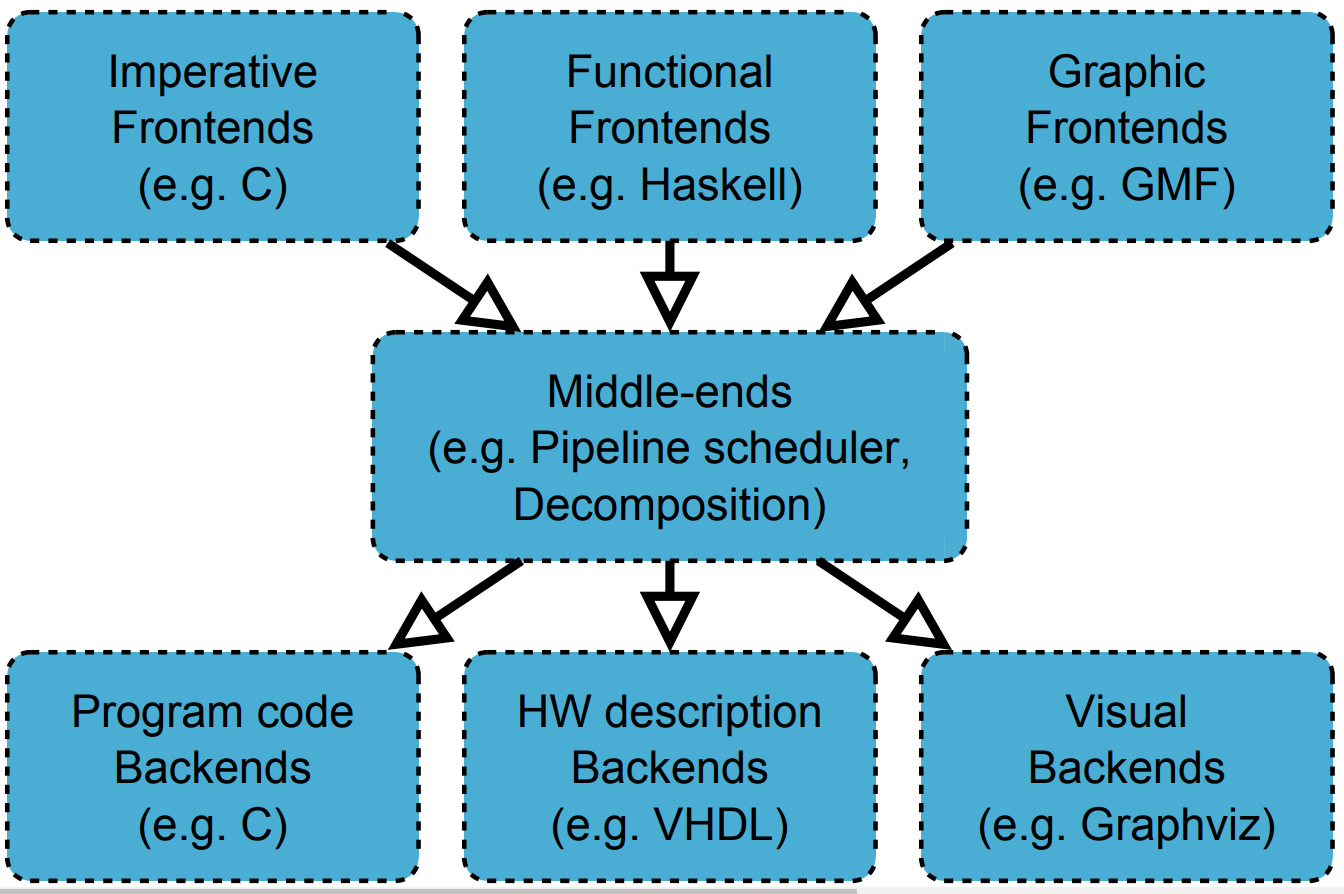 Imperative
Frontends
(e.g. C)
Functional
Frontends
(e.g. Haskell)
Graphic
Frontends
(e.g. GMF)
Middle-ends
(e.g. Pipeline scheduler,
Decomposition)
Program code
Backends
(e.g. C)
HW description
Backends
(e.g. VHDL)
Visual
Backends
(e.g. Graphviz)